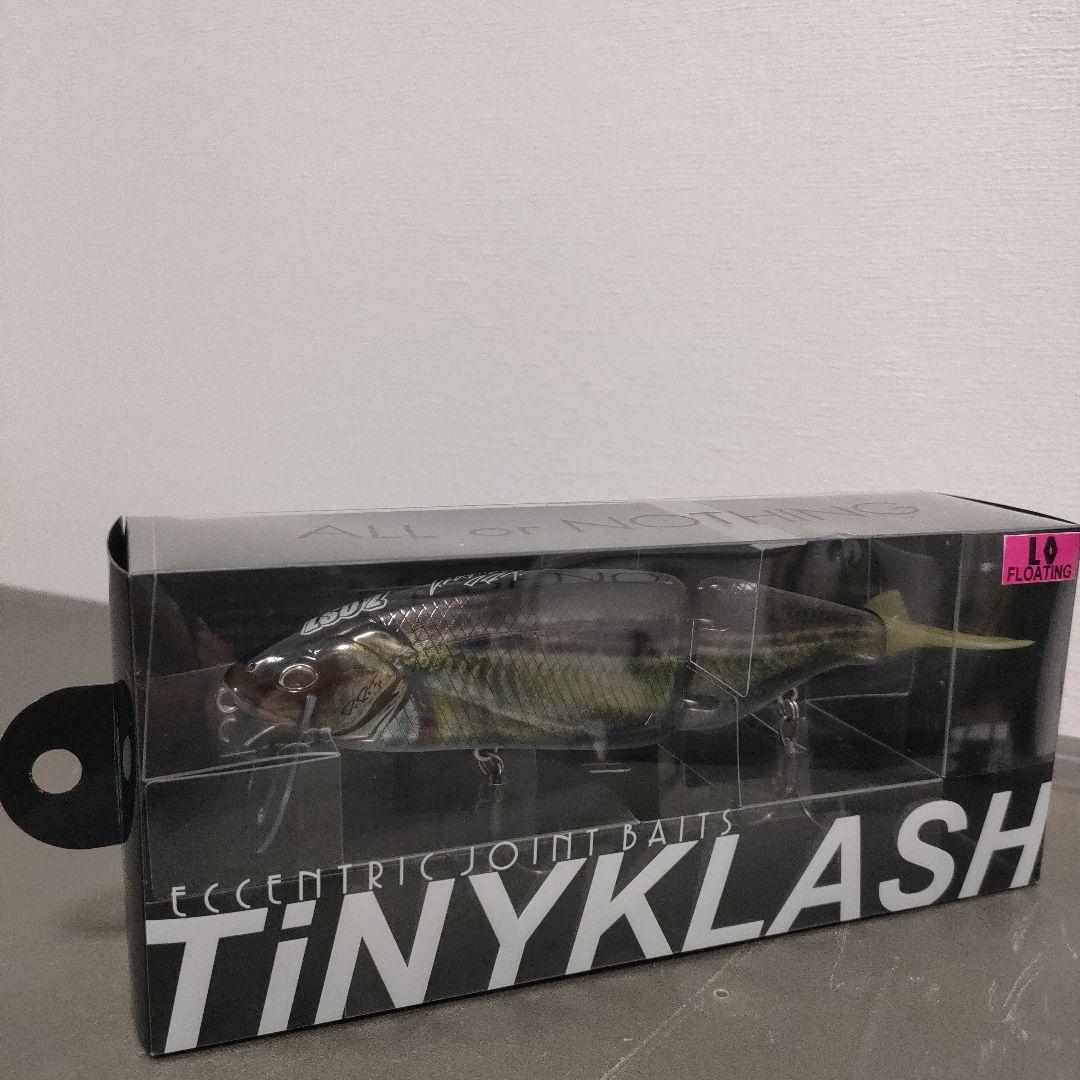 ALL or NOTHING
LO
FLOATING
ECCENTRIC JOINT BAITS
TiNYKLASH